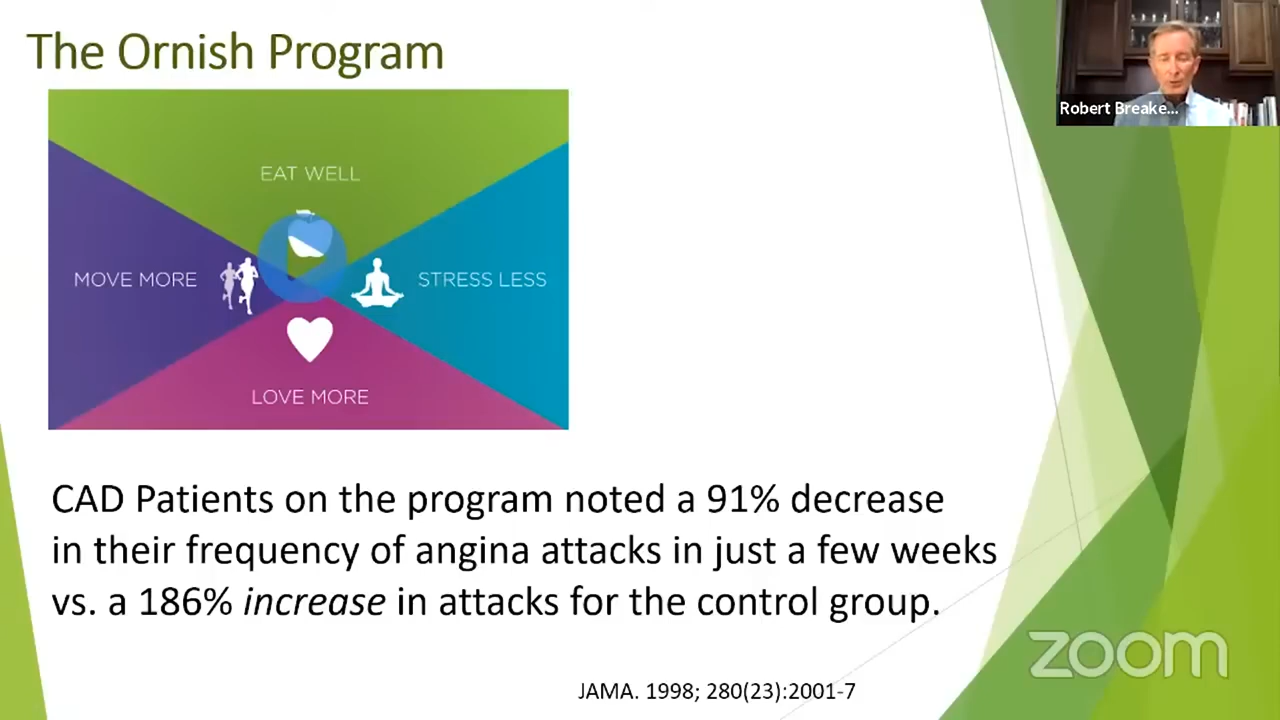 The Ornish Program
Robert Breake...
EAT WELL
MOVE MORE
STRESS LESS
LOVE MORE
CAD Patients on the program noted a 91% decrease
in their frequency of angina attacks in just a few weeks
vs. a 186% increase in attacks for the control group.
zoom
JAMA. 1998; 280(23):2001-7